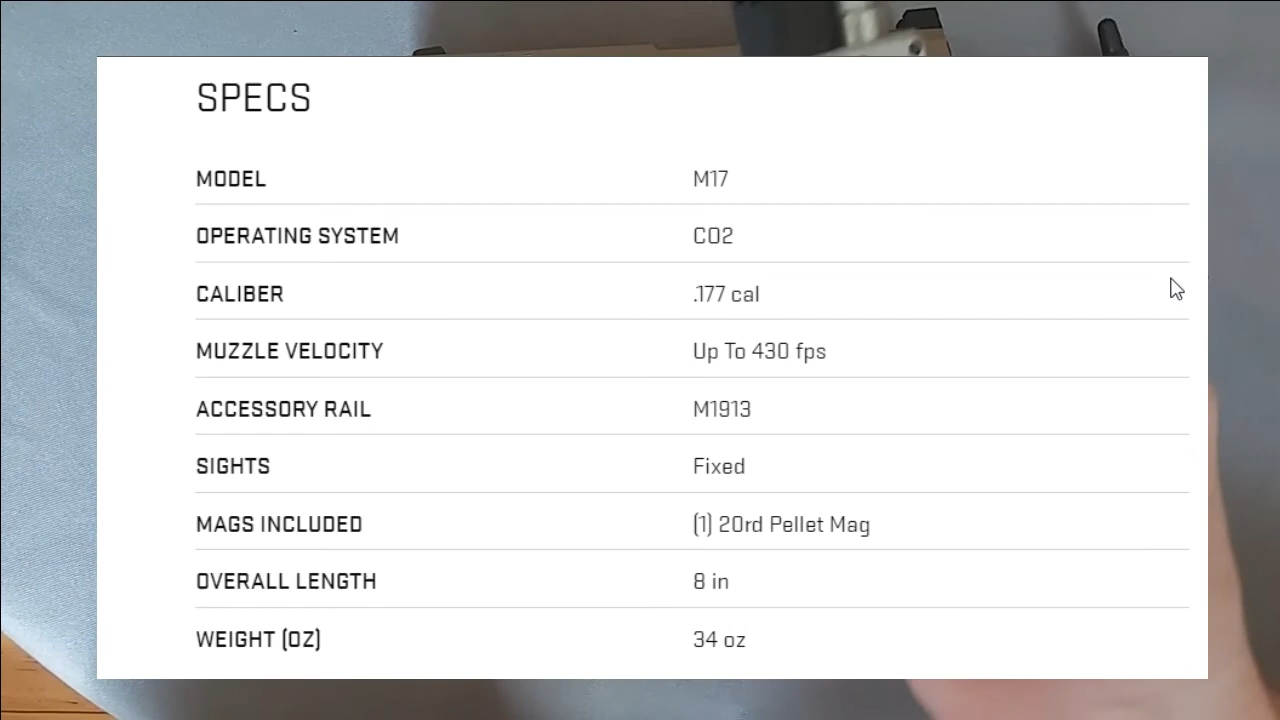 SPECS
MODEL M17
OPERATING SYSTEM CO2
CALIBER .177 cal
MUZZLE VELOCITY Up To 430 fps
ACCESSORY RAIL M1913
SIGHTS Fixed
MAGS INCLUDED (1) 20rd Pellet Mag
OVERALL LENGTH 8 in
WEIGHT (OZ) 34 oz